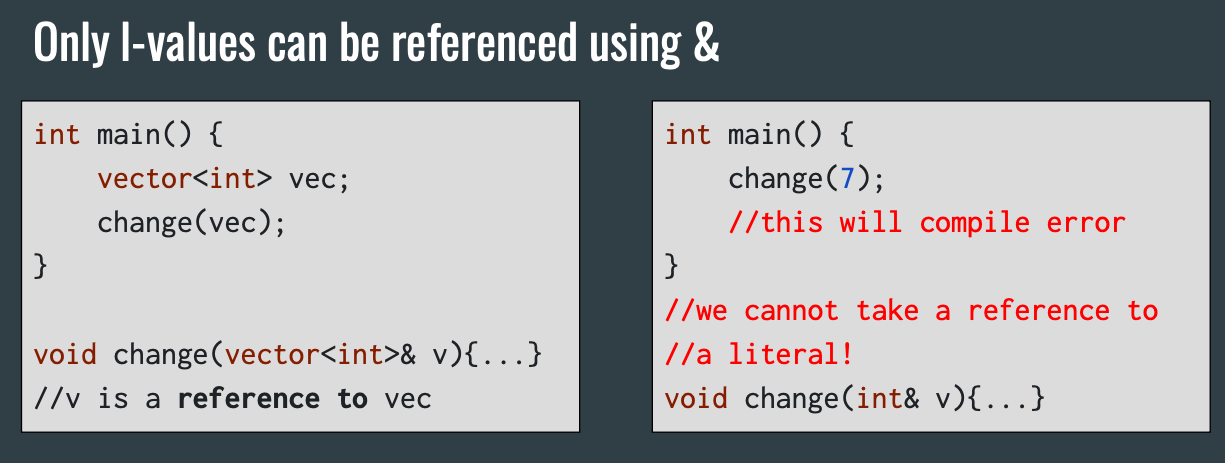 Only l-values can be referenced using &
int main() {
    vector<int> vec;
    change(vec);
}
void change(vector<int>& v){...}
//v is a reference to vec
int main() {
    change(7);
    //this will compile error
}
//we cannot take a reference to
//a literal!
void change(int& v){...}